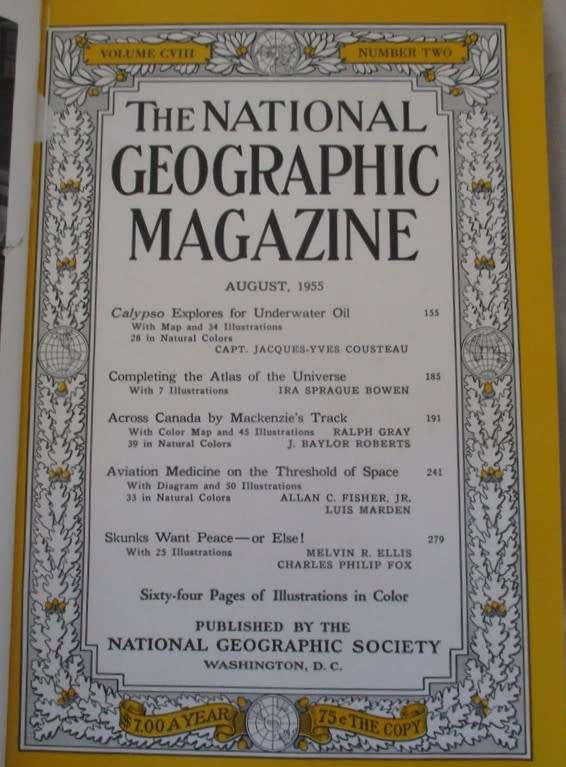 VOLUME CVIII
NUMBER TWO
THE NATIONAL
GEOGRAPHIC
MAGAZINE
AUGUST, 1955
Calypso Explores for Underwater Oil 155
With Map and 34 Illustrations
28 in Natural Colors
CAPT. JACQUES-YVES COUSTEAU
Completing the Atlas of the Universe 185
With 7 Illustrations IRA SPRAGUE BOWEN
Across Canada by Mackenzie's Track 191
With Color Map and 45 Illustrations RALPH GRAY
39 in Natural Colors J. BAYLOR ROBERTS
Aviation Medicine on the Threshold of Space 241
With Diagram and 50 Illustrations
33 in Natural Colors ALLAN C. FISHER, JR.
LUIS MARDEN
Skunks Want Peace—or Else! 279
With 25 Illustrations MELVIN R. ELLIS
CHARLES PHILIP FOX
Sixty-four Pages of Illustrations in Color
PUBLISHED BY THE
NATIONAL GEOGRAPHIC SOCIETY
WASHINGTON, D. C.
$7.00 A YEAR
75¢ THE COPY